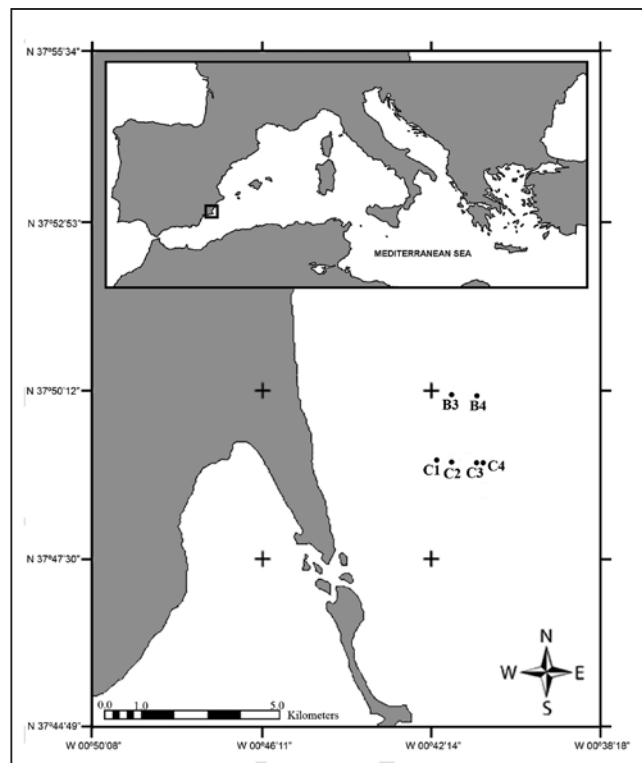 N 37°55'34"
N 37°52'53"
MEDITERRANEAN SEA
N 37°50'12"
B3 B4
C1 C2 C3 C4
N 37°47'30"
N
W E
S
0.0 1.0 5.0
Kilometers
N 37°44'49"
W 00°50'08" W 00°46'11" W 00°42'14" W 00°38'18"